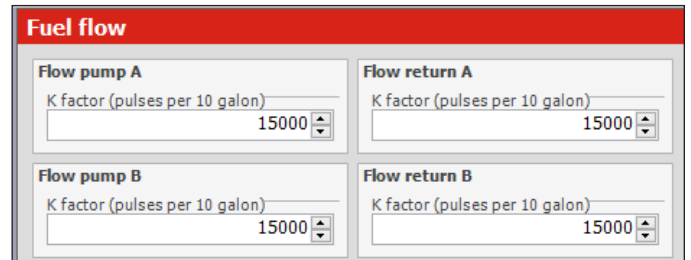 Fuel flow
Flow pump A
K factor (pulses per 10 galon)
15000
Flow return A
K factor (pulses per 10 galon)
15000
Flow pump B
K factor (pulses per 10 galon)
15000
Flow return B
K factor (pulses per 10 galon)
15000